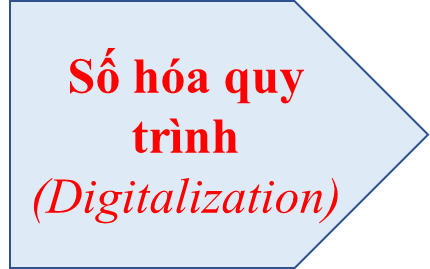 Số hóa quy
trình
(Digitalization)